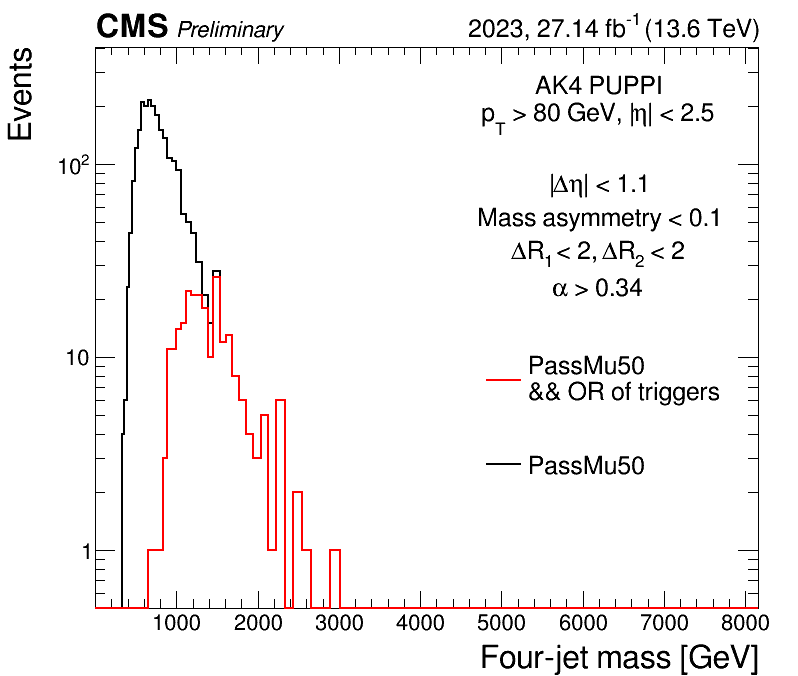 CMS Preliminary 2023, 27.14 fb⁻¹ (13.6 TeV)
Events
AK4 PUPPI
p_T > 80 GeV, |η| < 2.5
|Δη| < 1.1
Mass asymmetry < 0.1
ΔR₁ < 2, ΔR₂ < 2
α > 0.34
PassMu50
&& OR of triggers
PassMu50
10²
10
1
1000 2000 3000 4000 5000 6000 7000 8000
Four-jet mass [GeV]